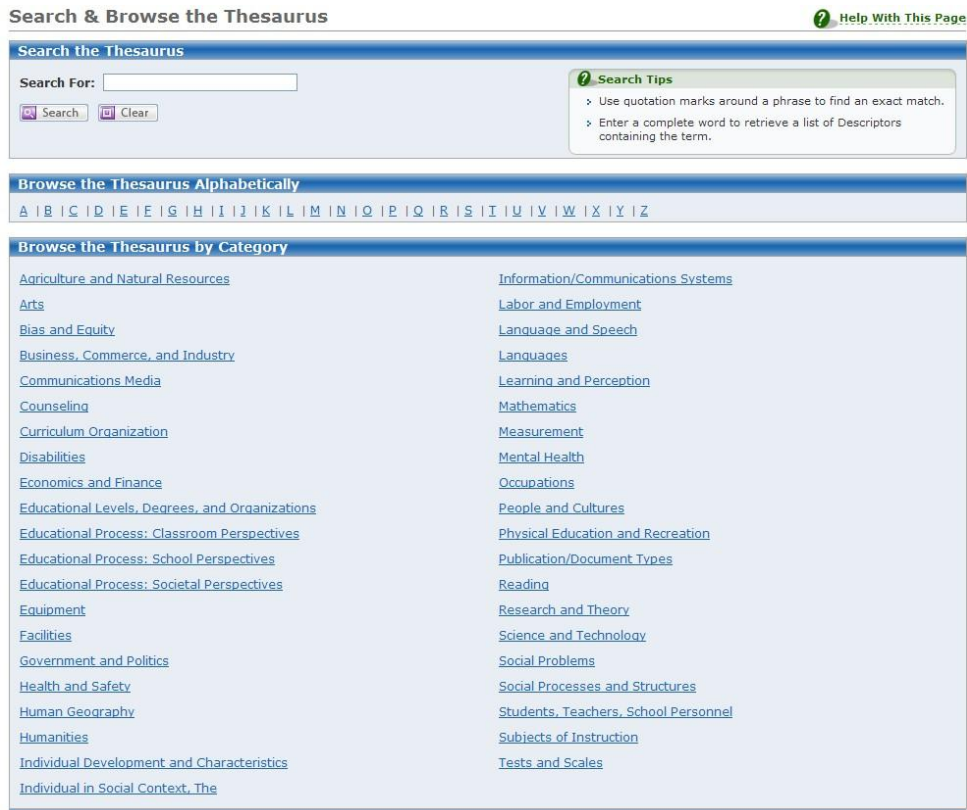 Search & Browse the Thesaurus
Help With This Page
Search the Thesaurus
Search For:
Search
Clear
Search Tips
Use quotation marks around a phrase to find an exact match.
Enter a complete word to retrieve a list of Descriptors
containing the term.
Browse the Thesaurus Alphabetically
A | B | C | D | E | F | G | H | I | J | K | L | M | N | O | P | Q | R | S | T | U | V | W | X | Y | Z
Browse the Thesaurus by Category
Agriculture and Natural Resources
Arts
Bias and Equity
Business, Commerce, and Industry
Communications Media
Counseling
Curriculum Organization
Disabilities
Economics and Finance
Educational Levels, Degrees, and Organizations
Educational Process: Classroom Perspectives
Educational Process: School Perspectives
Educational Process: Societal Perspectives
Equipment
Facilities
Government and Politics
Health and Safety
Human Geography
Humanities
Individual Development and Characteristics
Individual in Social Context, The
Information/Communications Systems
Labor and Employment
Language and Speech
Languages
Learning and Perception
Mathematics
Measurement
Mental Health
Occupations
People and Cultures
Physical Education and Recreation
Publication/Document Types
Reading
Research and Theory
Science and Technology
Social Problems
Social Processes and Structures
Students, Teachers, School Personnel
Subjects of Instruction
Tests and Scales